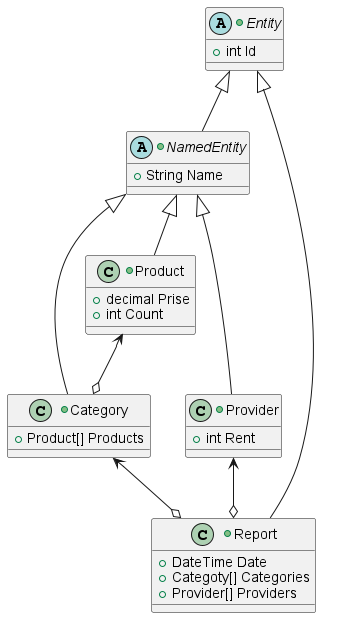 A Entity
int Id
A NamedEntity
String Name
C Product
decimal Prise
int Count
C Category
Product[] Products
C Provider
int Rent
C Report
DateTime Date
Categoty[] Categories
Provider[] Providers